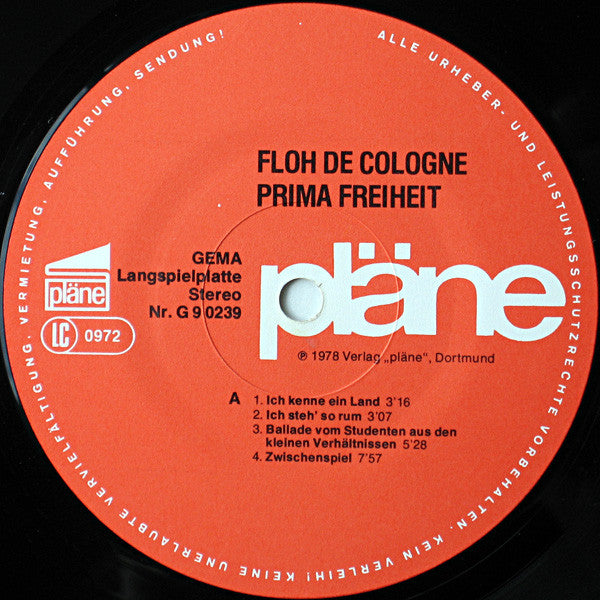 ALLE URHEBER- UND LEISTUNGSSCHUTZRECHTE VORBEHALTEN. KEIN VERLEIH! KEINE UNERLAUBTE VERVIELFÄLTIGUNG, VERMIETUNG, AUFFÜHRUNG, SENDUNG!
FLOH DE COLOGNE
PRIMA FREIHEIT
GEMA
Langspielplatte
Stereo
Nr. G 9 0239
pläne
LC 0972
pläne
℗ 1978 Verlag „pläne", Dortmund
A 1. Ich kenne ein Land 3'16
2. Ich steh' so rum 3'07
3. Ballade vom Studenten aus den
kleinen Verhältnissen 5'28
4. Zwischenspiel 7'57